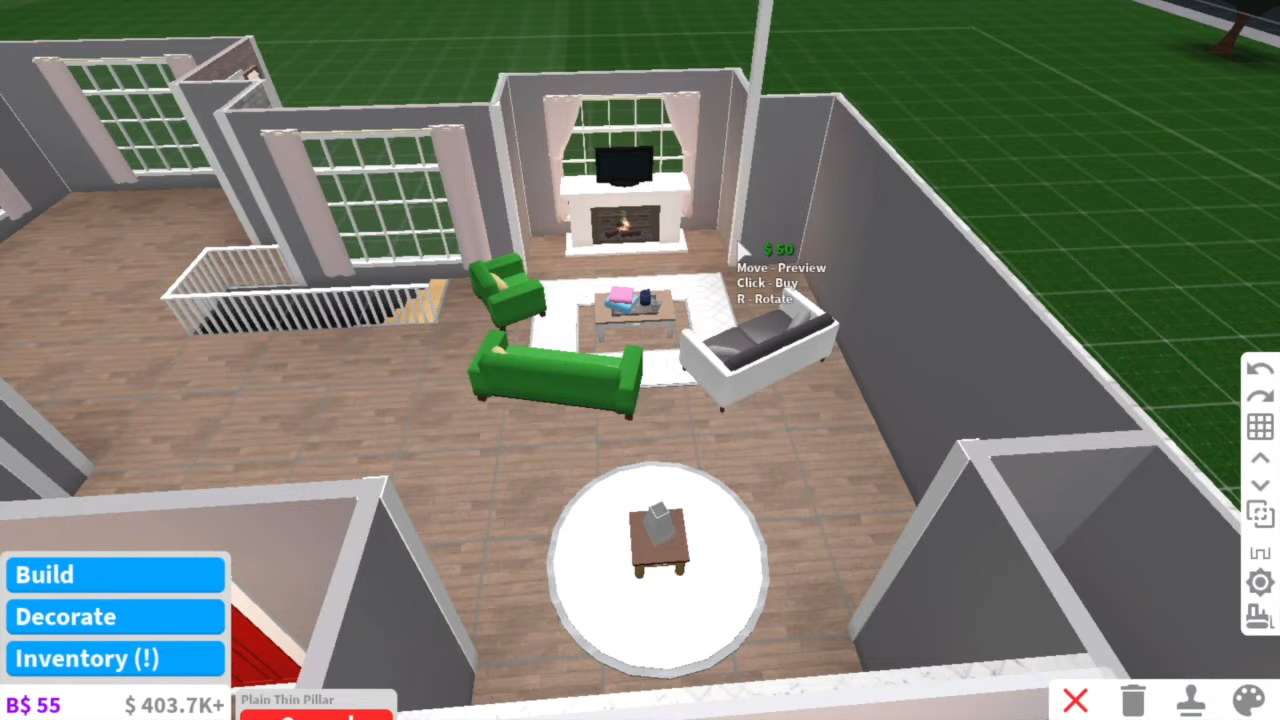 $ 50
Move - Preview
Click - Buy
R - Rotate
Build
Decorate
Inventory (!)
B$ 55
$ 403.7K+
Plain Thin Pillar